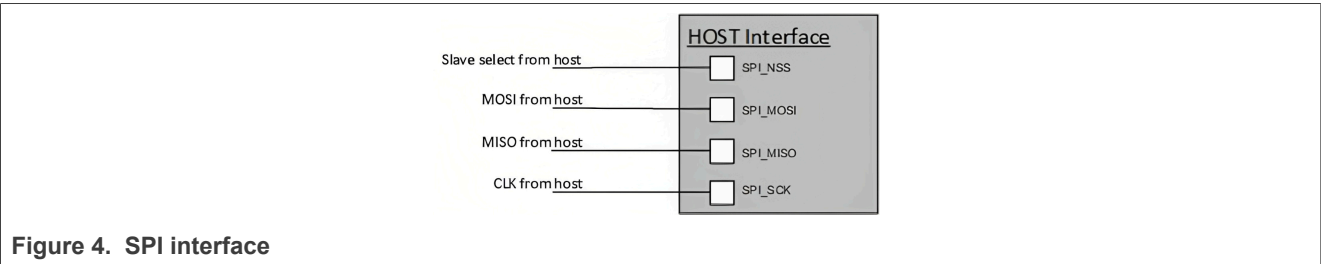 HOST Interface
Slave select from host
SPI_NSS
MOSI from host
SPI_MOSI
MISO from host
SPI_MISO
CLK from host
SPI_SCK
Figure 4. SPI interface